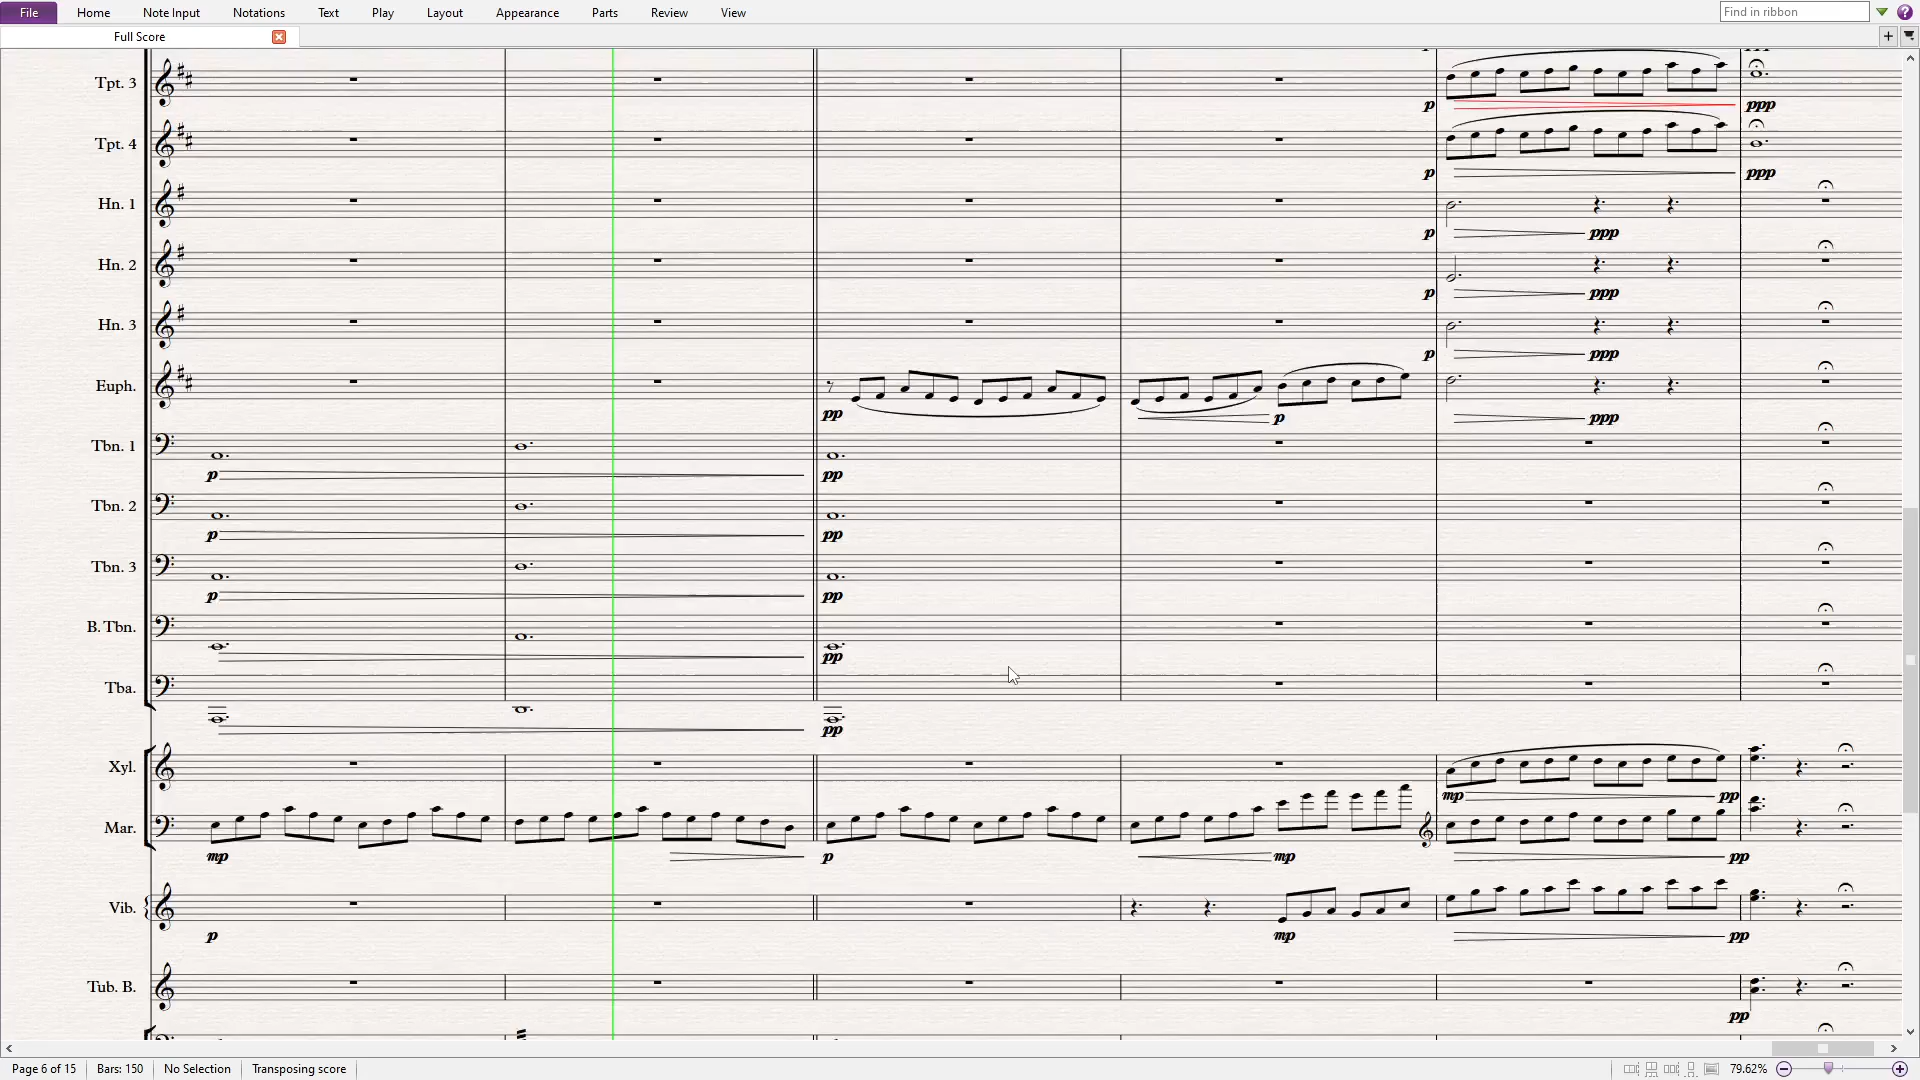 File Home Note Input Notations Text Play Layout Appearance Parts Review View Find in ribbon
Full Score
Tpt. 3
p ppp
Tpt. 4
p ppp
Hn. 1
p ppp
Hn. 2
p ppp
Hn. 3
p ppp
Euph.
pp p ppp
Tbn. 1
p pp
Tbn. 2
p pp
Tbn. 3
p pp
B. Tbn.
pp
Tba.
pp
Xyl.
mp pp
Mar.
mp p mp pp
Vib.
p mp pp
Tub. B.
pp
Page 6 of 15 Bars: 150 No Selection Transposing score 79.62%